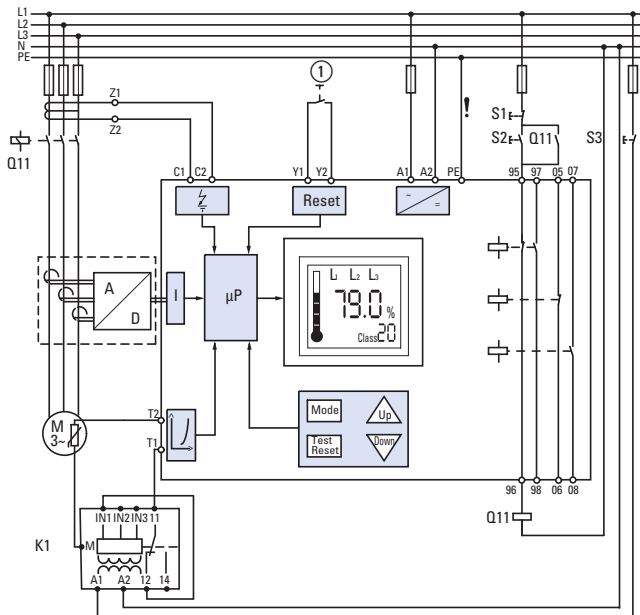 L1
L2
L3
N
PE
Z1
Z2
1
!
Q11
S1
S2
Q11
S3
C1 C2
Y1 Y2
A1 A2 PE
95 97 05 07
Reset
~
=
A
D
I
µP
L1 L2 L3
79.0 %
Class 20
M
3~
T2
T1
Mode
Up
Test
Reset
Down
96 98 06 08
Q11
K1
IN1 IN2 IN3 11
M
A1 A2 12 14